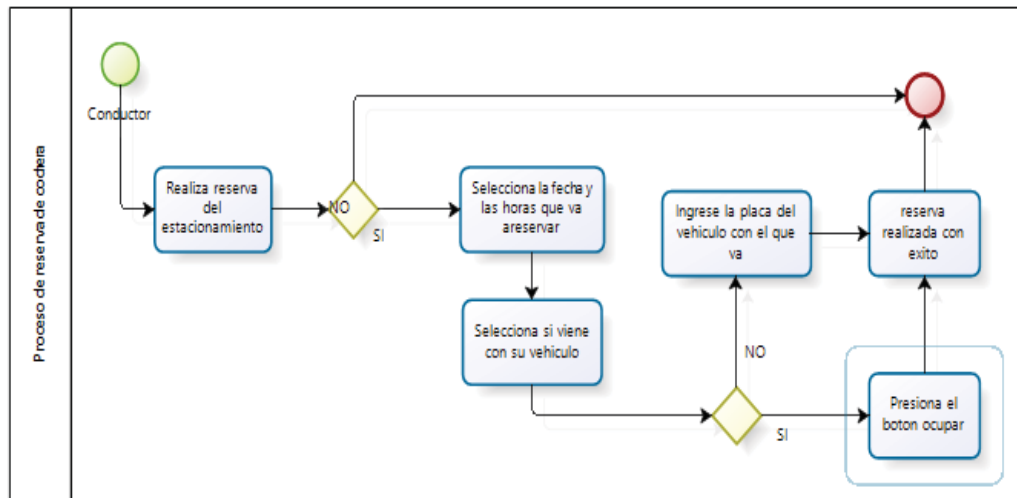 Proceso de reserva de cochera
Conductor
Realiza reserva
del
estacionamiento
NO
SI
Selecciona la fecha y
las horas que va
areservar
Selecciona si viene
con su vehiculo
Ingrese la placa del
vehiculo con el que
va
reserva
realizada con
exito
NO
SI
Presiona el
boton ocupar